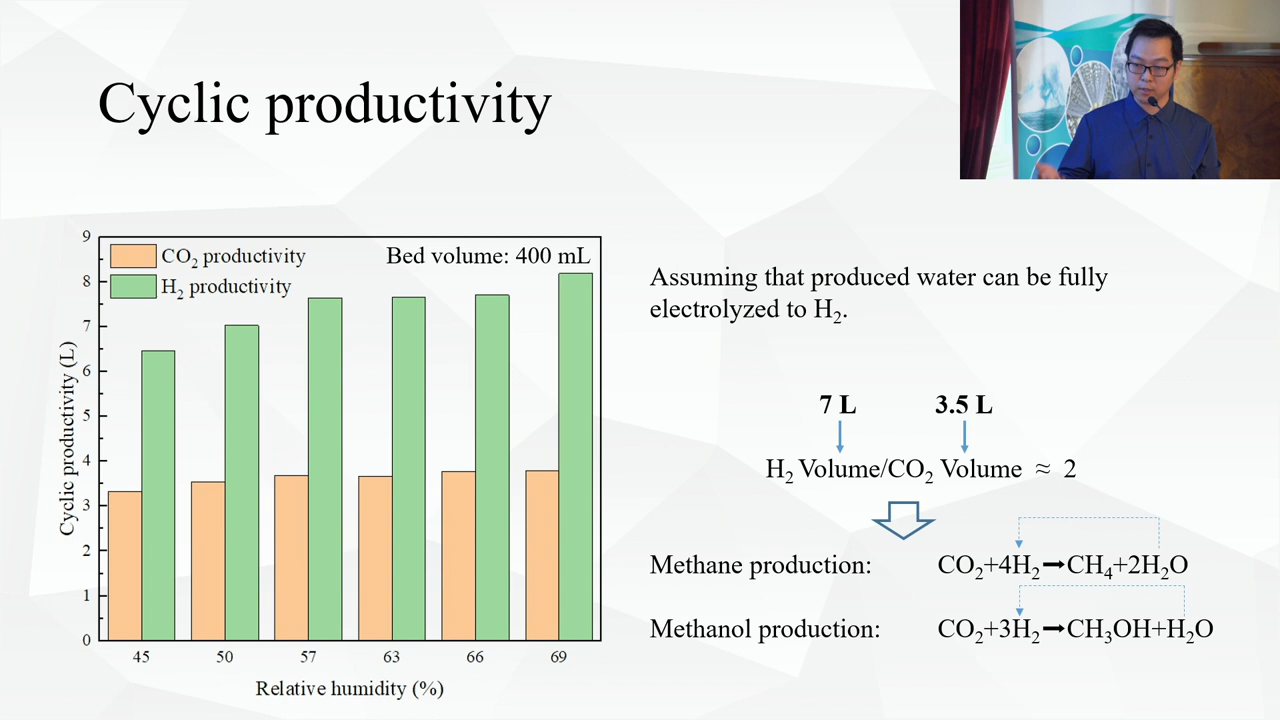 Cyclic productivity
9
8
7
6
5
4
3
2
1
0
Cyclic productivity (L)
CO₂ productivity
H₂ productivity
Bed volume: 400 mL
45 50 57 63 66 69
Relative humidity (%)
Assuming that produced water can be fully
electrolyzed to H₂.
7 L 3.5 L
H₂ Volume/CO₂ Volume ≈ 2
Methane production: CO₂+4H₂➞CH₄+2H₂O
Methanol production: CO₂+3H₂➞CH₃OH+H₂O